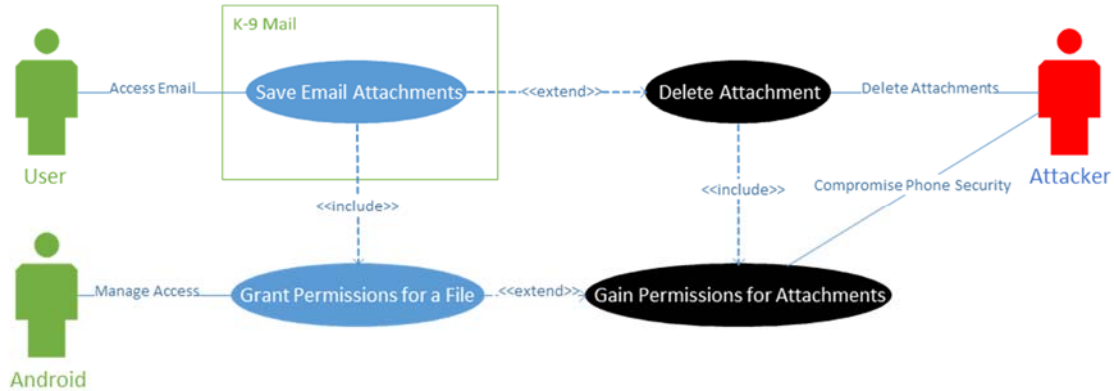 K-9 Mail
Access Email
Save Email Attachments
<<extend>>
Delete Attachment
Delete Attachments
User
Attacker
<<include>>
<<include>>
Compromise Phone Security
Manage Access
Grant Permissions for a File
<<extend>>
Gain Permissions for Attachments
Android